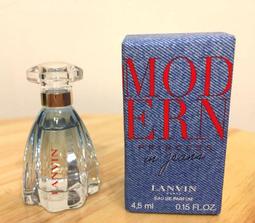 MOD
ERN
PRINCESS
in Jeans
LANVIN
PARIS
EAU DE PARFUM
4,5 ml 0.15 FL.OZ
LANVIN